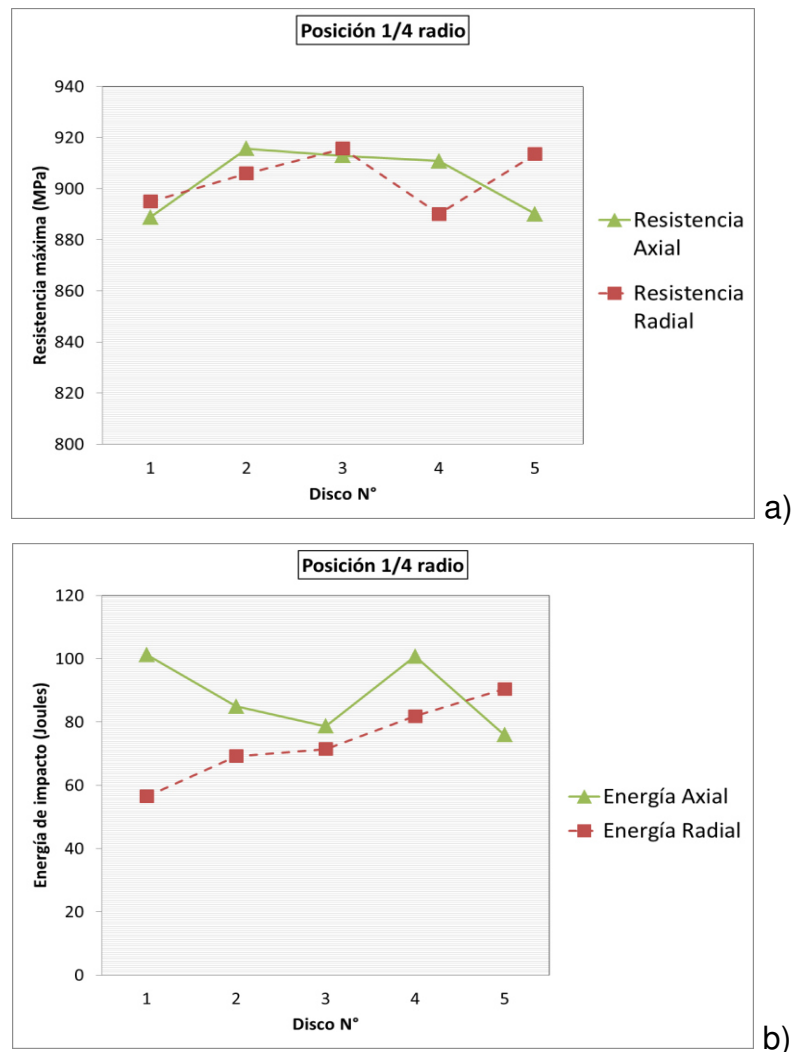 Posición 1/4 radio
940
920
900
880
860
840
820
800
Resistencia máxima (MPa)
1 2 3 4 5
Disco N°
Resistencia
Axial
Resistencia
Radial
a)
Posición 1/4 radio
120
100
80
60
40
20
0
Energía de impacto (Joules)
1 2 3 4 5
Disco N°
Energía Axial
Energía Radial
b)